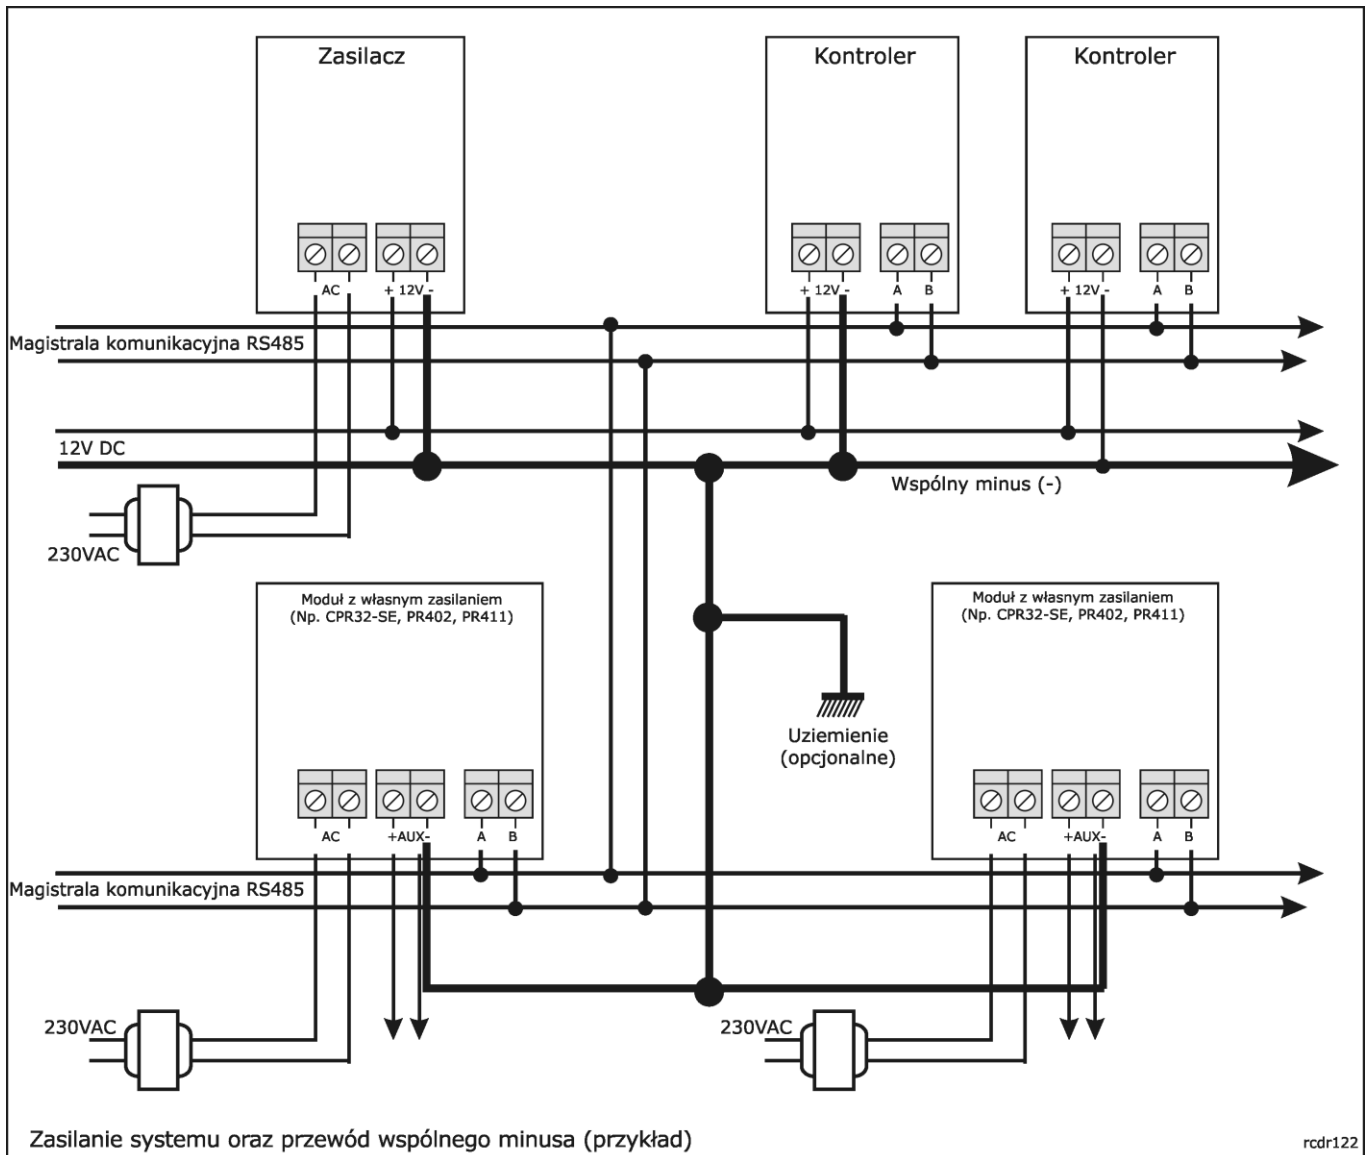 Zasilacz
Kontroler
Kontroler
AC
+ 12V -
+ 12V -
A
B
+ 12V -
A
B
Magistrala komunikacyjna RS485
12V DC
Wspólny minus (-)
230VAC
Moduł z własnym zasilaniem
(Np. CPR32-SE, PR402, PR411)
Moduł z własnym zasilaniem
(Np. CPR32-SE, PR402, PR411)
Uziemienie
(opcjonalne)
AC
+AUX-
A
B
AC
+AUX-
A
B
Magistrala komunikacyjna RS485
230VAC
230VAC
Zasilanie systemu oraz przewód wspólnego minusa (przykład)
rcdr122